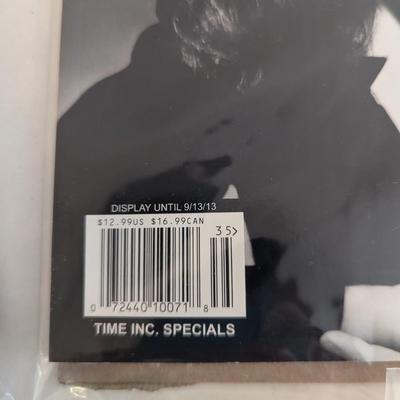 DISPLAY UNTIL 9/13/13
$12.99US $16.99CAN
35>
0 72440 10071 8
TIME INC. SPECIALS